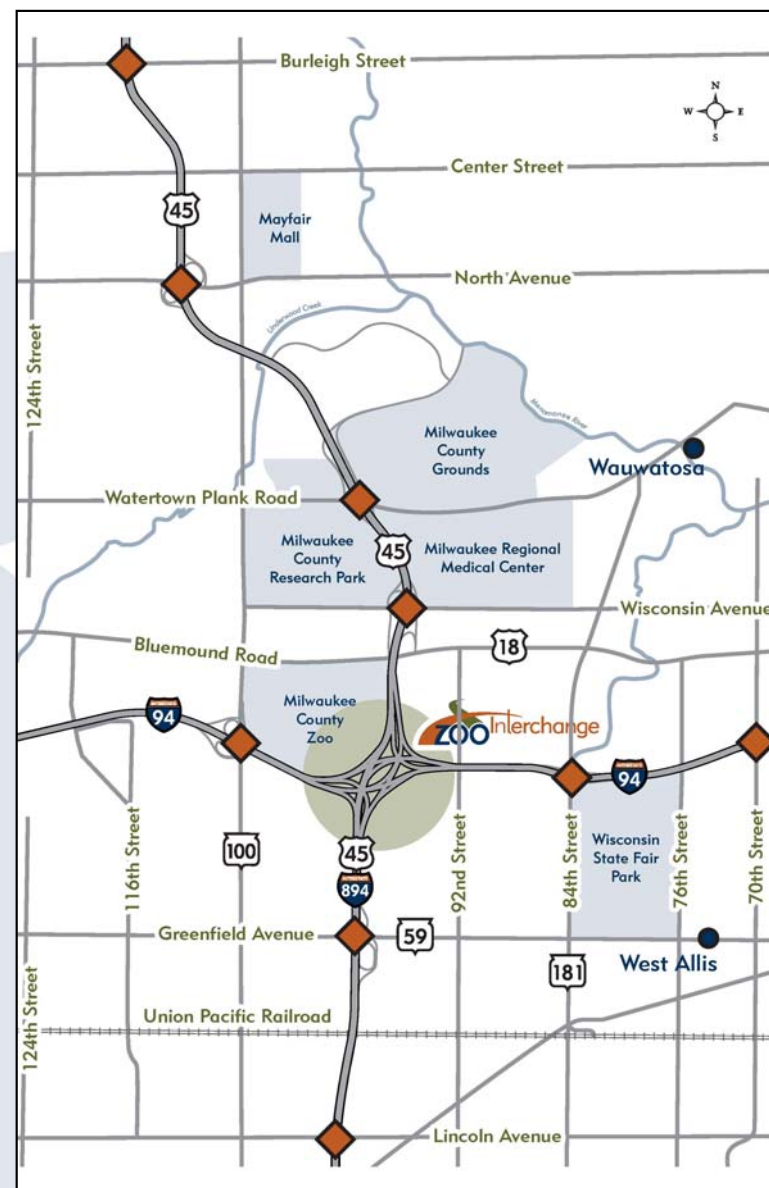 Burleigh Street
N
W E
S
Center Street
45
Mayfair
Mall
North Avenue
Underwood Creek
124th Street
Menomonee River
Milwaukee
County
Grounds
Wauwatosa
Watertown Plank Road
45
Milwaukee
County
Research Park
Milwaukee Regional
Medical Center
Wisconsin Avenue
Bluemound Road
18
94
Milwaukee
County
Zoo
ZOO Interchange
94
116th Street
100
45
894
92nd Street
84th Street
Wisconsin
State Fair
Park
76th Street
70th Street
Greenfield Avenue
59
West Allis
181
124th Street
Union Pacific Railroad
Lincoln Avenue